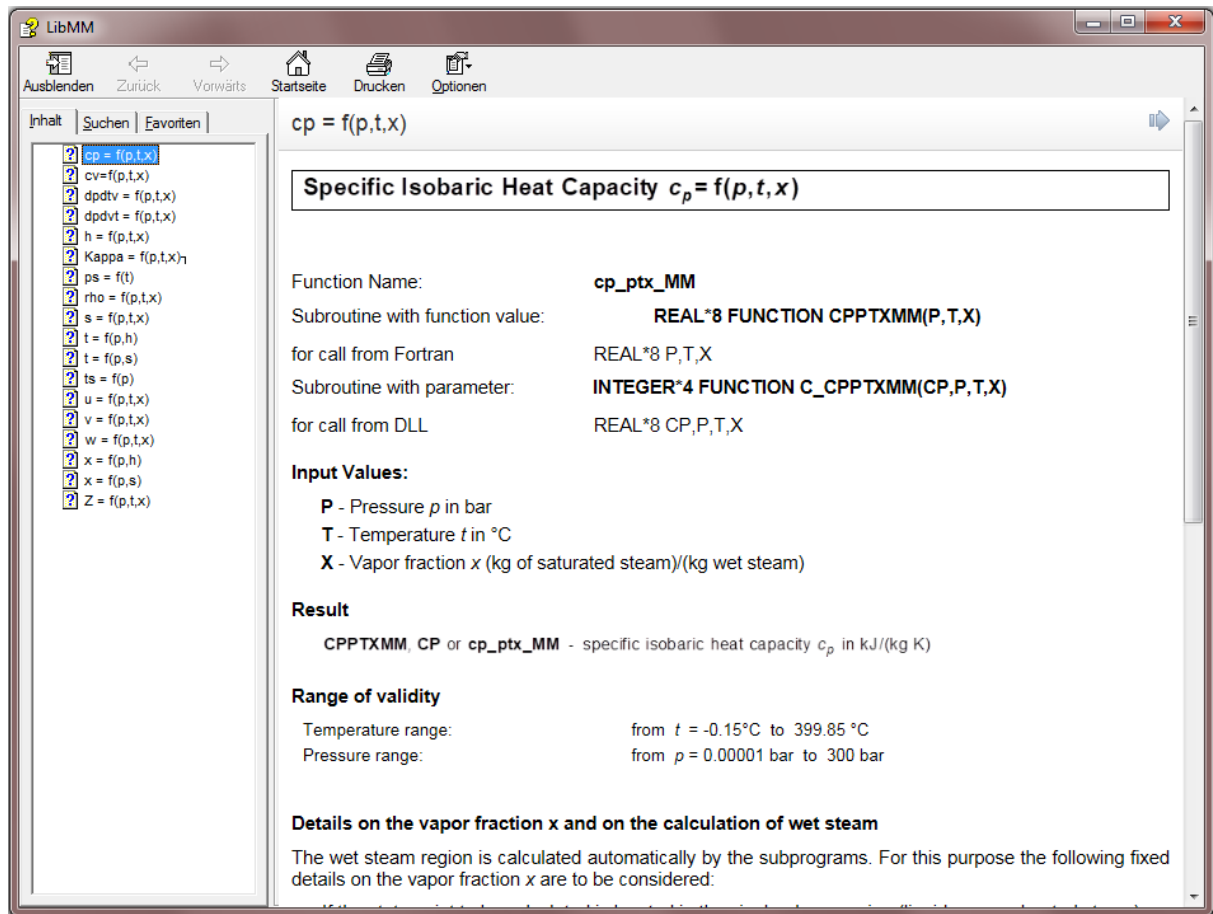 LibMM
Ausblenden Zurück Vorwärts Startseite Drucken Optionen
Inhalt Suchen Favoriten
cp = f(p,t,x)
cv=f(p,t,x)
dpdtv = f(p,t,x)
dpdvt = f(p,t,x)
h = f(p,t,x)
Kappa = f(p,t,x)┐
ps = f(t)
rho = f(p,t,x)
s = f(p,t,x)
t = f(p,h)
t = f(p,s)
ts = f(p)
u = f(p,t,x)
v = f(p,t,x)
w = f(p,t,x)
x = f(p,h)
x = f(p,s)
Z = f(p,t,x)
cp = f(p,t,x)
Specific Isobaric Heat Capacity cp= f(p,t,x)
Function Name: cp_ptx_MM
Subroutine with function value: REAL*8 FUNCTION CPPTXMM(P,T,X)
for call from Fortran REAL*8 P,T,X
Subroutine with parameter: INTEGER*4 FUNCTION C_CPPTXMM(CP,P,T,X)
for call from DLL REAL*8 CP,P,T,X
Input Values:
P - Pressure p in bar
T - Temperature t in °C
X - Vapor fraction x (kg of saturated steam)/(kg wet steam)
Result
CPPTXMM, CP or cp_ptx_MM - specific isobaric heat capacity cp in kJ/(kg K)
Range of validity
Temperature range: from t = -0.15°C to 399.85 °C
Pressure range: from p = 0.00001 bar to 300 bar
Details on the vapor fraction x and on the calculation of wet steam
The wet steam region is calculated automatically by the subprograms. For this purpose the following fixed
details on the vapor fraction x are to be considered: